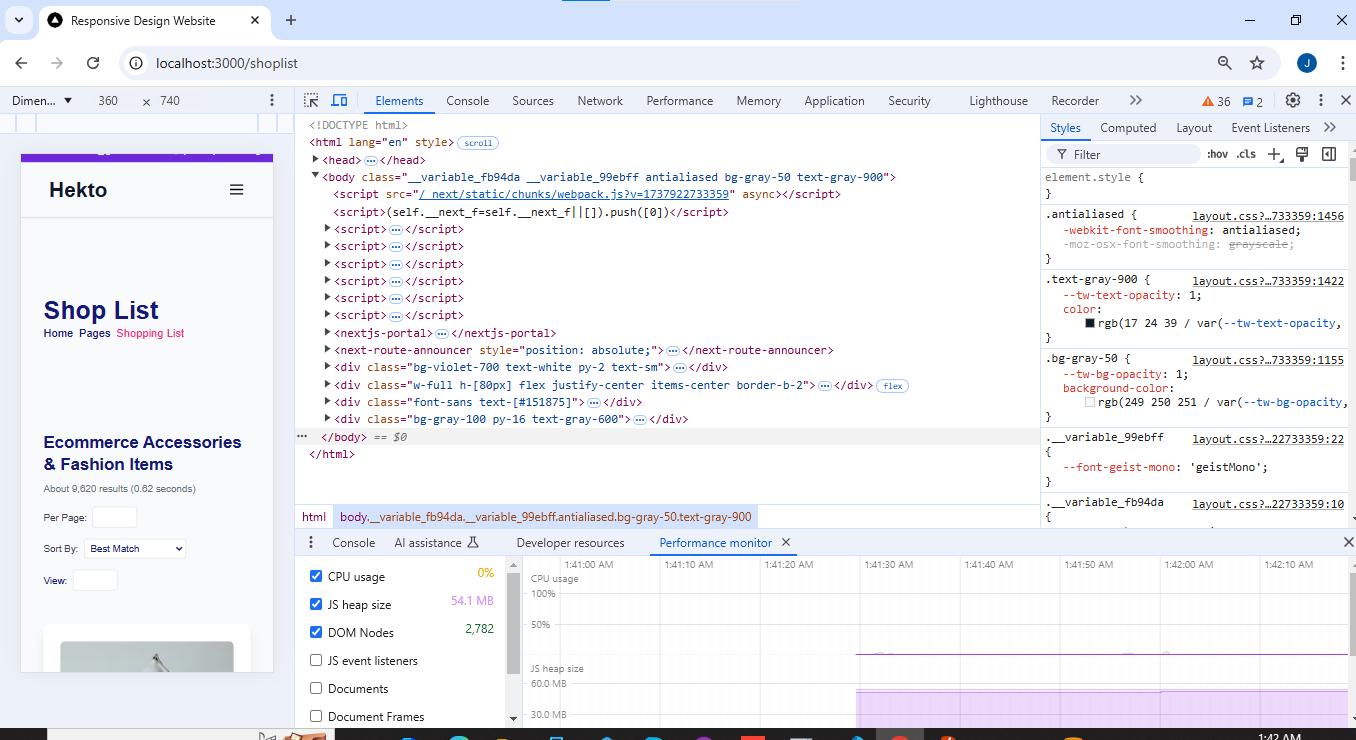 Responsive Design Website
localhost:3000/shoplist
J
Dimen... 360 × 740
Elements Console Sources Network Performance Memory Application Security Lighthouse Recorder 36 2
Hekto
Shop List
Home Pages Shopping List
Ecommerce Accessories
& Fashion Items
About 9,620 results (0.62 seconds)
Per Page:
Sort By: Best Match
View:
<!DOCTYPE html>
<html lang="en" style> scroll
<head> … </head>
<body class="__variable_fb94da __variable_99ebff antialiased bg-gray-50 text-gray-900">
<script src="/_next/static/chunks/webpack.js?v=1737922733359" async></script>
<script>(self.__next_f=self.__next_f||[]).push([0])</script>
<script> … </script>
<script> … </script>
<script> … </script>
<script> … </script>
<script> … </script>
<script> … </script>
<nextjs-portal> … </nextjs-portal>
<next-route-announcer style="position: absolute;"> … </next-route-announcer>
<div class="bg-violet-700 text-white py-2 text-sm"> … </div>
<div class="w-full h-[80px] flex justify-center items-center border-b-2"> … </div> flex
<div class="font-sans text-[#151875]"> … </div>
<div class="bg-gray-100 py-16 text-gray-600"> … </div>
</body> == $0
</html>
html body.__variable_fb94da.__variable_99ebff.antialiased.bg-gray-50.text-gray-900
Styles Computed Layout Event Listeners
Filter :hov .cls
element.style {
}
.antialiased { layout.css?…733359:1456
-webkit-font-smoothing: antialiased;
-moz-osx-font-smoothing: grayscale;
}
.text-gray-900 { layout.css?…733359:1422
--tw-text-opacity: 1;
color:
rgb(17 24 39 / var(--tw-text-opacity,
}
.bg-gray-50 { layout.css?…733359:1155
--tw-bg-opacity: 1;
background-color:
rgb(249 250 251 / var(--tw-bg-opacity,
}
.__variable_99ebff layout.css?…22733359:22
{
--font-geist-mono: 'geistMono';
}
.__variable_fb94da layout.css?…22733359:10
{
Console AI assistance Developer resources Performance monitor
CPU usage 0%
JS heap size 54.1 MB
DOM Nodes 2,782
JS event listeners
Documents
Document Frames
1:41:00 AM 1:41:10 AM 1:41:20 AM 1:41:30 AM 1:41:40 AM 1:41:50 AM 1:42:00 AM 1:42:10 AM
CPU usage
100%
50%
JS heap size
60.0 MB
30.0 MB
1:42 AM